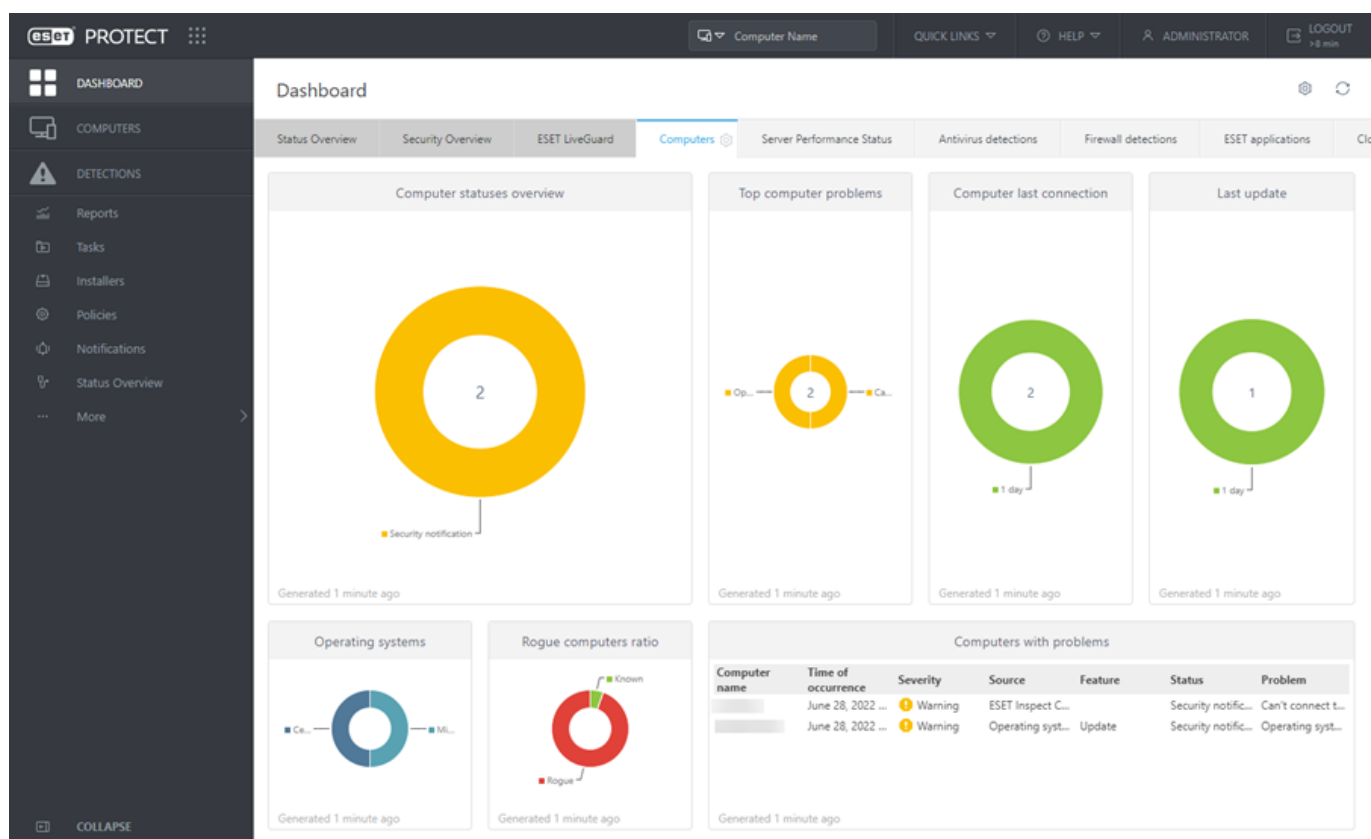 eset PROTECT
Computer Name
QUICK LINKS
HELP
ADMINISTRATOR
LOGOUT
>8 min
DASHBOARD
COMPUTERS
DETECTIONS
Reports
Tasks
Installers
Policies
Notifications
Status Overview
More
COLLAPSE
Dashboard
Status Overview Security Overview ESET LiveGuard Computers Server Performance Status Antivirus detections Firewall detections ESET applications Clo
Computer statuses overview
2
Security notification
Generated 1 minute ago
Top computer problems
Op... 2 Ca...
Generated 1 minute ago
Computer last connection
2
1 day
Generated 1 minute ago
Last update
1
1 day
Generated 1 minute ago
Operating systems
Ce... Mi...
Generated 1 minute ago
Rogue computers ratio
Known
Rogue
Generated 1 minute ago
Computers with problems
Computer name Time of occurrence Severity Source Feature Status Problem
June 28, 2022 ... Warning ESET Inspect C... Security notific... Can't connect t...
June 28, 2022 ... Warning Operating syst... Update Security notific... Operating syst...
Generated 1 minute ago